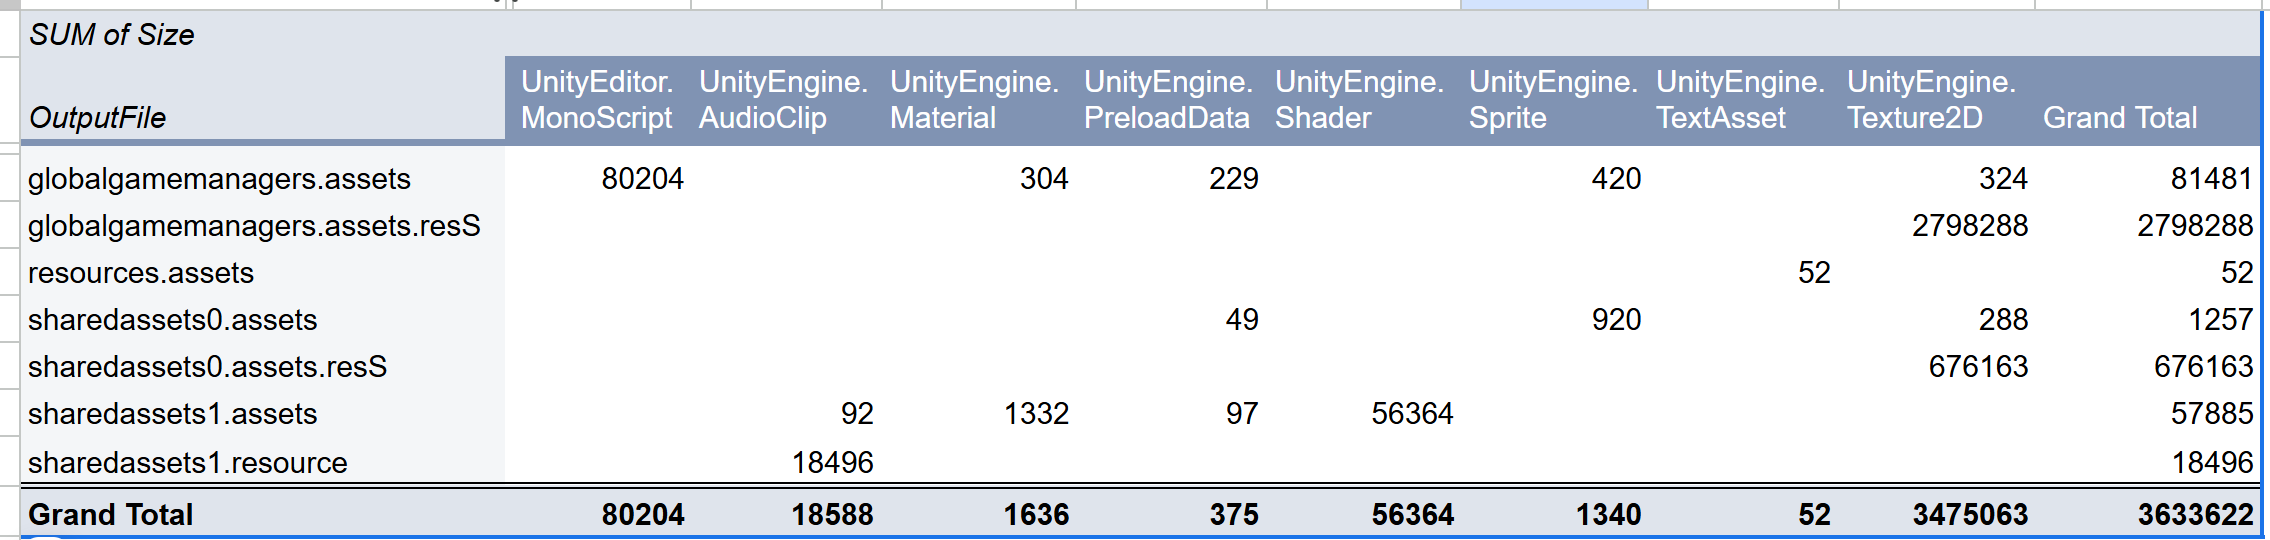 SUM of Size
OutputFile UnityEditor.MonoScript UnityEngine.AudioClip UnityEngine.Material UnityEngine.PreloadData UnityEngine.Shader UnityEngine.Sprite UnityEngine.TextAsset UnityEngine.Texture2D Grand Total
globalgamemanagers.assets 80204 304 229 420 324 81481
globalgamemanagers.assets.resS 2798288 2798288
resources.assets 52 52
sharedassets0.assets 49 920 288 1257
sharedassets0.assets.resS 676163 676163
sharedassets1.assets 92 1332 97 56364 57885
sharedassets1.resource 18496 18496
Grand Total 80204 18588 1636 375 56364 1340 52 3475063 3633622